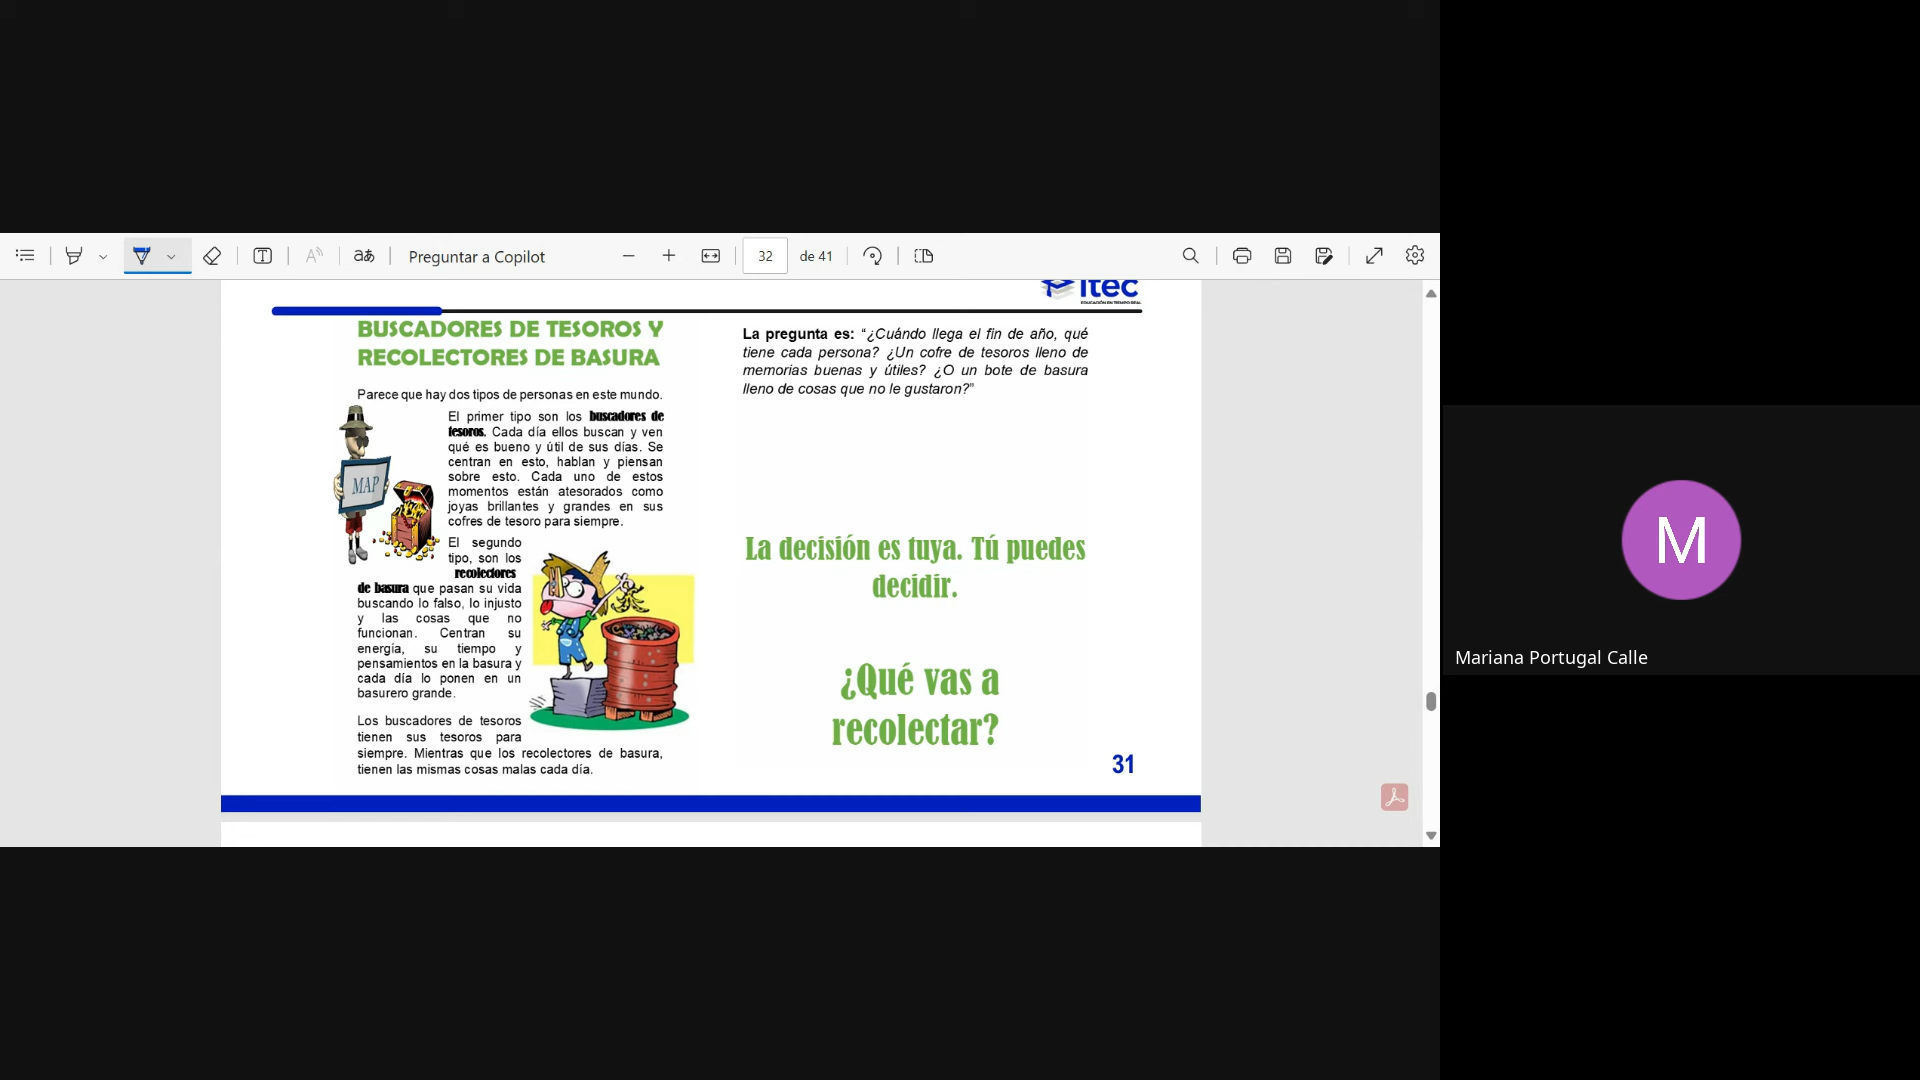 Preguntar a Copilot
32
de 41
itec
EDUCACIÓN EN TIEMPO REAL
BUSCADORES DE TESOROS Y
RECOLECTORES DE BASURA
Parece que hay dos tipos de personas en este mundo.
El primer tipo son los buscadores de
tesoros. Cada día ellos buscan y ven
qué es bueno y útil de sus días. Se
centran en esto, hablan y piensan
sobre esto. Cada uno de estos
momentos están atesorados como
joyas brillantes y grandes en sus
cofres de tesoro para siempre.
MAP
El segundo
tipo, son los
recolectores
de basura que pasan su vida
buscando lo falso, lo injusto
y las cosas que no
funcionan. Centran su
energía, su tiempo y
pensamientos en la basura y
cada día lo ponen en un
basurero grande.
Los buscadores de tesoros
tienen sus tesoros para
siempre. Mientras que los recolectores de basura,
tienen las mismas cosas malas cada día.
La pregunta es: “¿Cuándo llega el fin de año, qué
tiene cada persona? ¿Un cofre de tesoros lleno de
memorias buenas y útiles? ¿O un bote de basura
lleno de cosas que no le gustaron?”
La decisión es tuya. Tú puedes
decidir.
¿Qué vas a
recolectar?
31
M
Mariana Portugal Calle